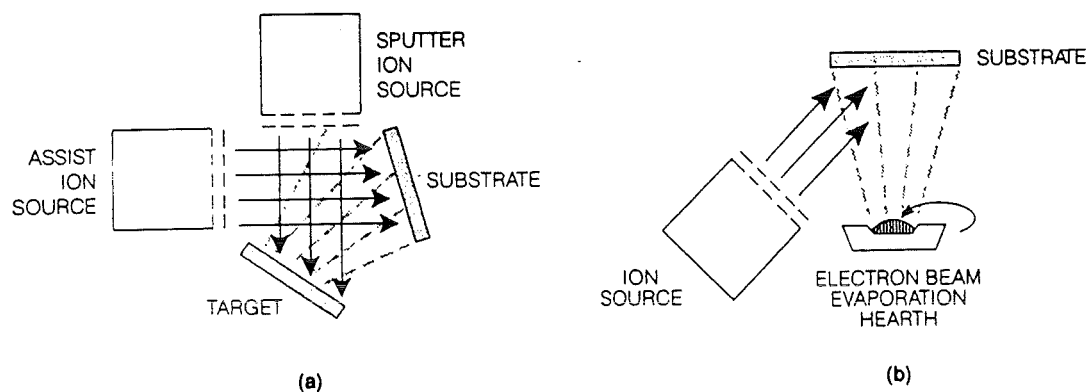 SPUTTER
ION
SOURCE
ASSIST
ION
SOURCE
SUBSTRATE
TARGET
(a)
SUBSTRATE
ION
SOURCE
ELECTRON BEAM
EVAPORATION
HEARTH
(b)